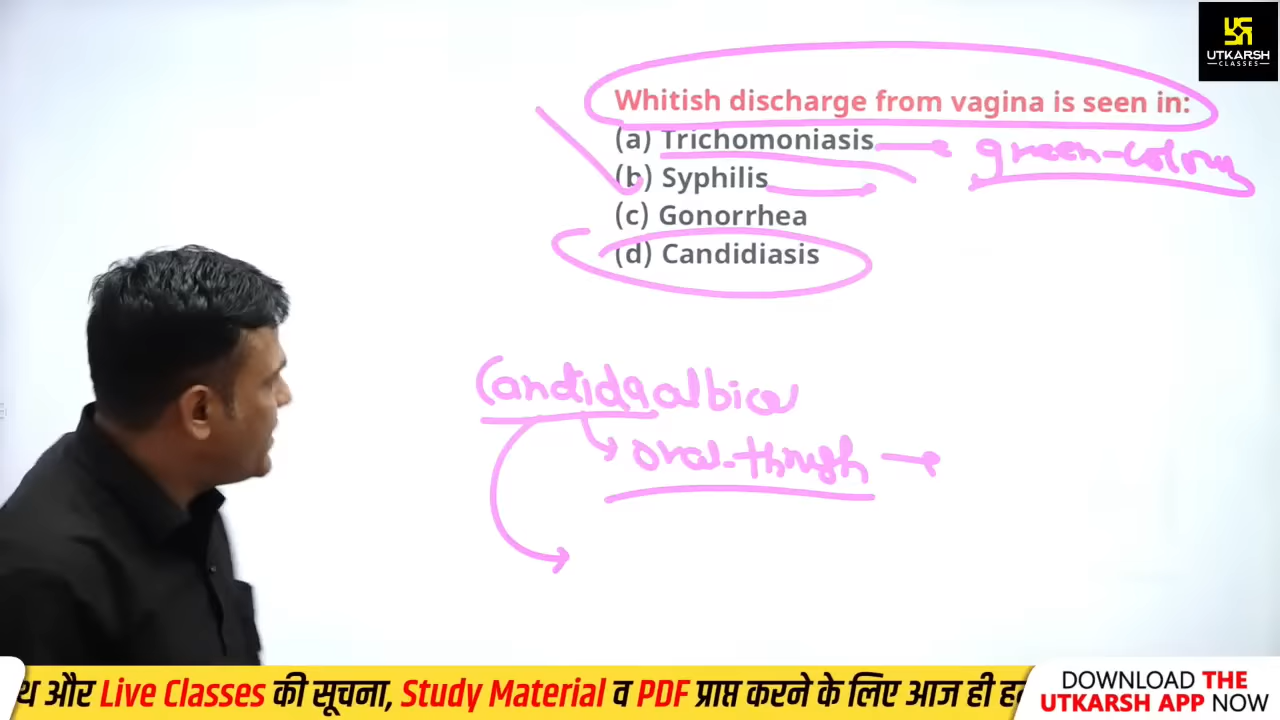 UTKARSH
CLASSES
Whitish discharge from vagina is seen in:
(a) Trichomoniasis
green-colour
(b) Syphilis
(c) Gonorrhea
(d) Candidiasis
Candida albica
oral-thrush
थ और Live Classes की सूचना, Study Material व PDF प्राप्त करने के लिए आज ही
DOWNLOAD THE
UTKARSH APP NOW